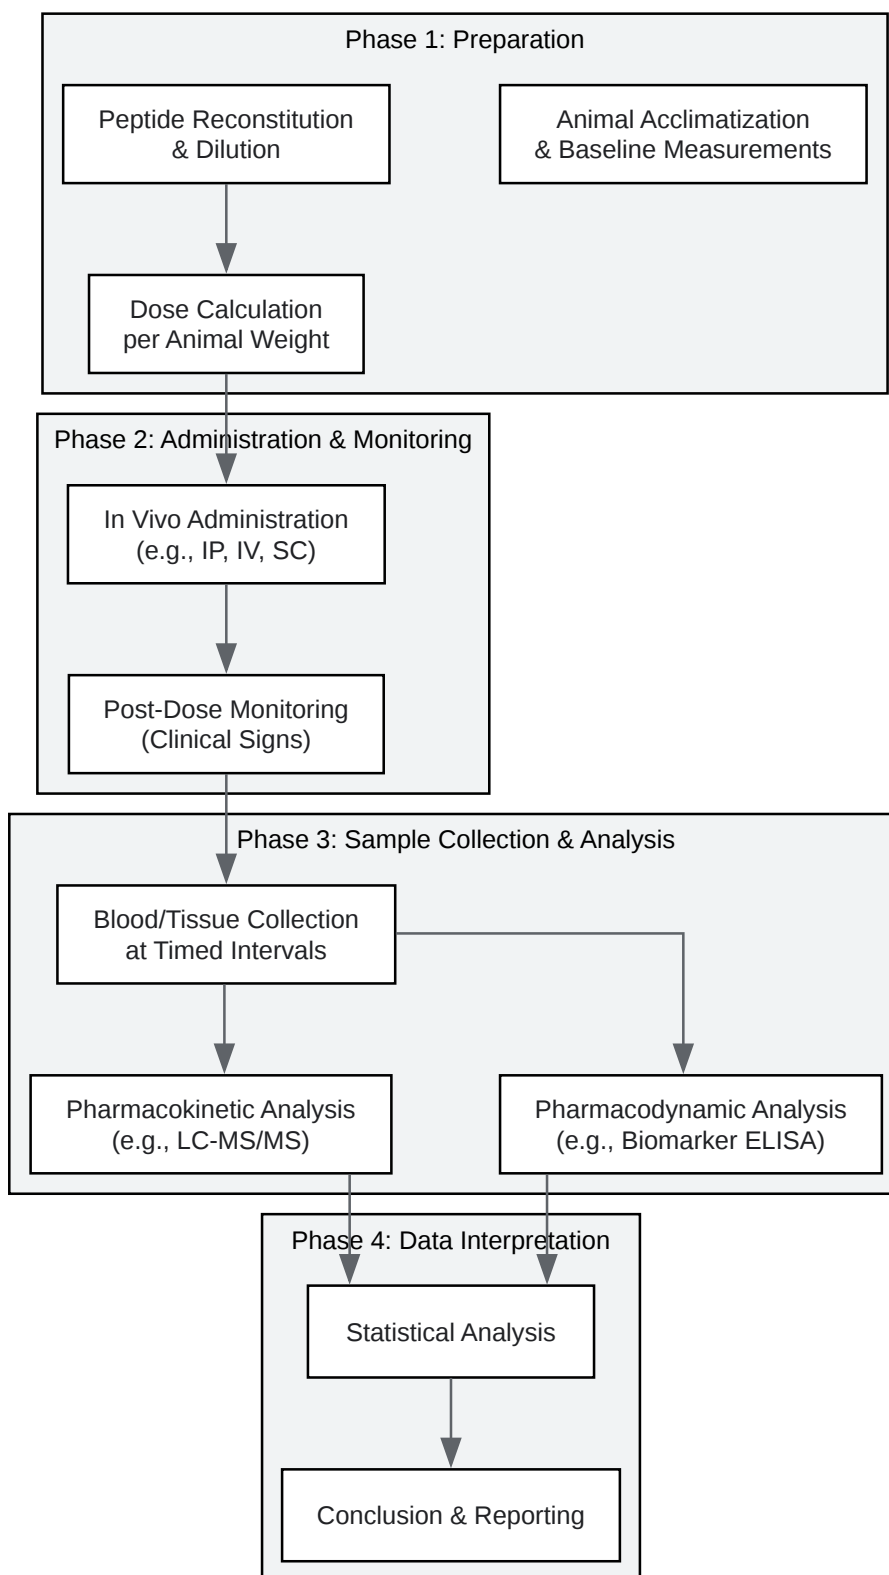 Phase 1: Preparation
Peptide Reconstitution
& Dilution
Animal Acclimatization
& Baseline Measurements
Dose Calculation
per Animal Weight
Phase 2: Administration & Monitoring
In Vivo Administration
(e.g., IP, IV, SC)
Post-Dose Monitoring
(Clinical Signs)
Phase 3: Sample Collection & Analysis
Blood/Tissue Collection
at Timed Intervals
Pharmacokinetic Analysis
(e.g., LC-MS/MS)
Pharmacodynamic Analysis
(e.g., Biomarker ELISA)
Phase 4: Data Interpretation
Statistical Analysis
Conclusion & Reporting